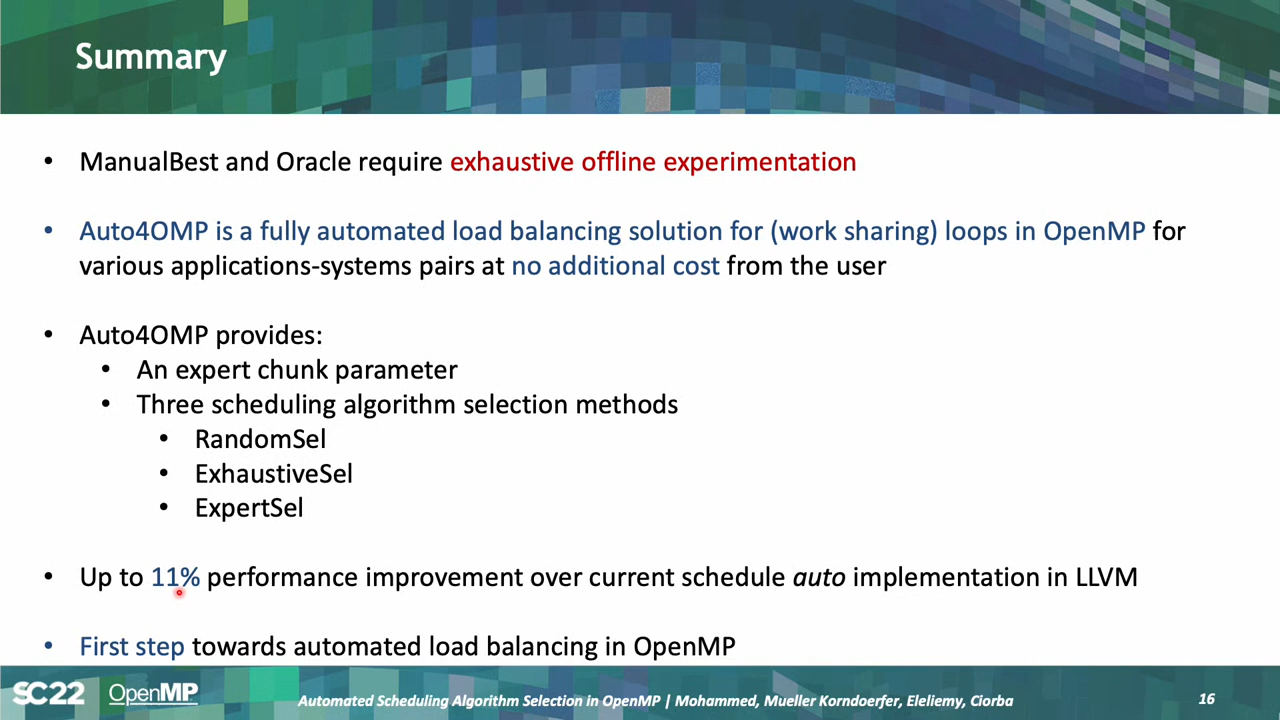 Summary
• ManualBest and Oracle require exhaustive offline experimentation
• Auto4OMP is a fully automated load balancing solution for (work sharing) loops in OpenMP for
various applications-systems pairs at no additional cost from the user
• Auto4OMP provides:
• An expert chunk parameter
• Three scheduling algorithm selection methods
• RandomSel
• ExhaustiveSel
• ExpertSel
• Up to 11% performance improvement over current schedule auto implementation in LLVM
• First step towards automated load balancing in OpenMP
SC22 OpenMP Automated Scheduling Algorithm Selection in OpenMP | Mohammed, Mueller Korndoerfer, Eleliemy, Ciorba 16